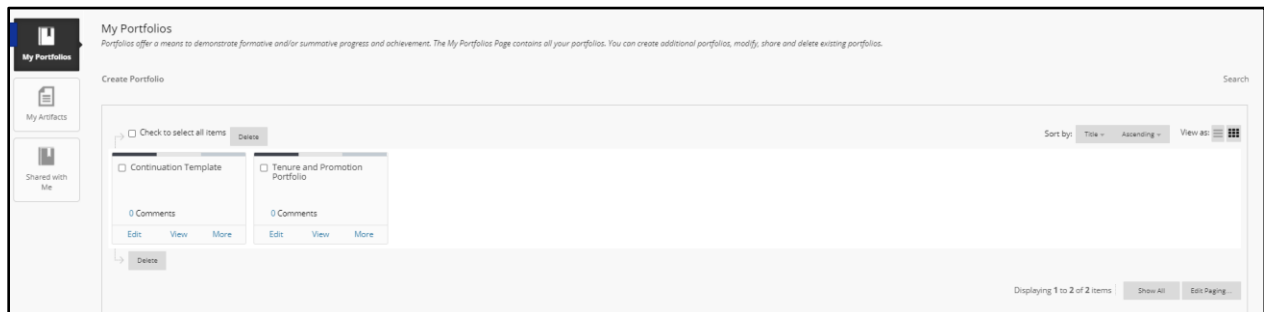 My Portfolios
My Artifacts
Shared with
Me
My Portfolios
Portfolios offer a means to demonstrate formative and/or summative progress and achievement. The My Portfolios Page contains all your portfolios. You can create additional portfolios, modify, share and delete existing portfolios.
Create Portfolio
Search
Check to select all items
Delete
Sort by:
Title
Ascending
View as:
Continuation Template
0 Comments
Edit View More
Tenure and Promotion
Portfolio
0 Comments
Edit View More
Delete
Displaying 1 to 2 of 2 items
Show All
Edit Paging...